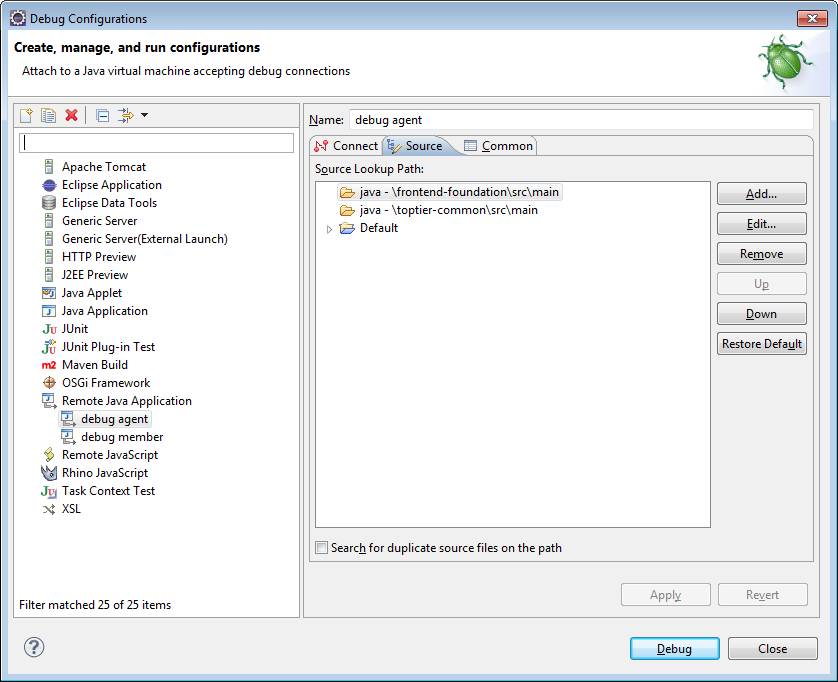 Debug Configurations
Create, manage, and run configurations
Attach to a Java virtual machine accepting debug connections
Apache Tomcat
Eclipse Application
Eclipse Data Tools
Generic Server
Generic Server(External Launch)
HTTP Preview
J2EE Preview
Java Applet
Java Application
JUnit
JUnit Plug-in Test
m2 Maven Build
OSGi Framework
Remote Java Application
debug agent
debug member
Remote JavaScript
Rhino JavaScript
Task Context Test
XSL
Filter matched 25 of 25 items
Name: debug agent
Connect Source Common
Source Lookup Path:
java - \frontend-foundation\src\main
java - \toptier-common\src\main
Default
Add...
Edit...
Remove
Up
Down
Restore Default
Search for duplicate source files on the path
Apply Revert
? Debug Close